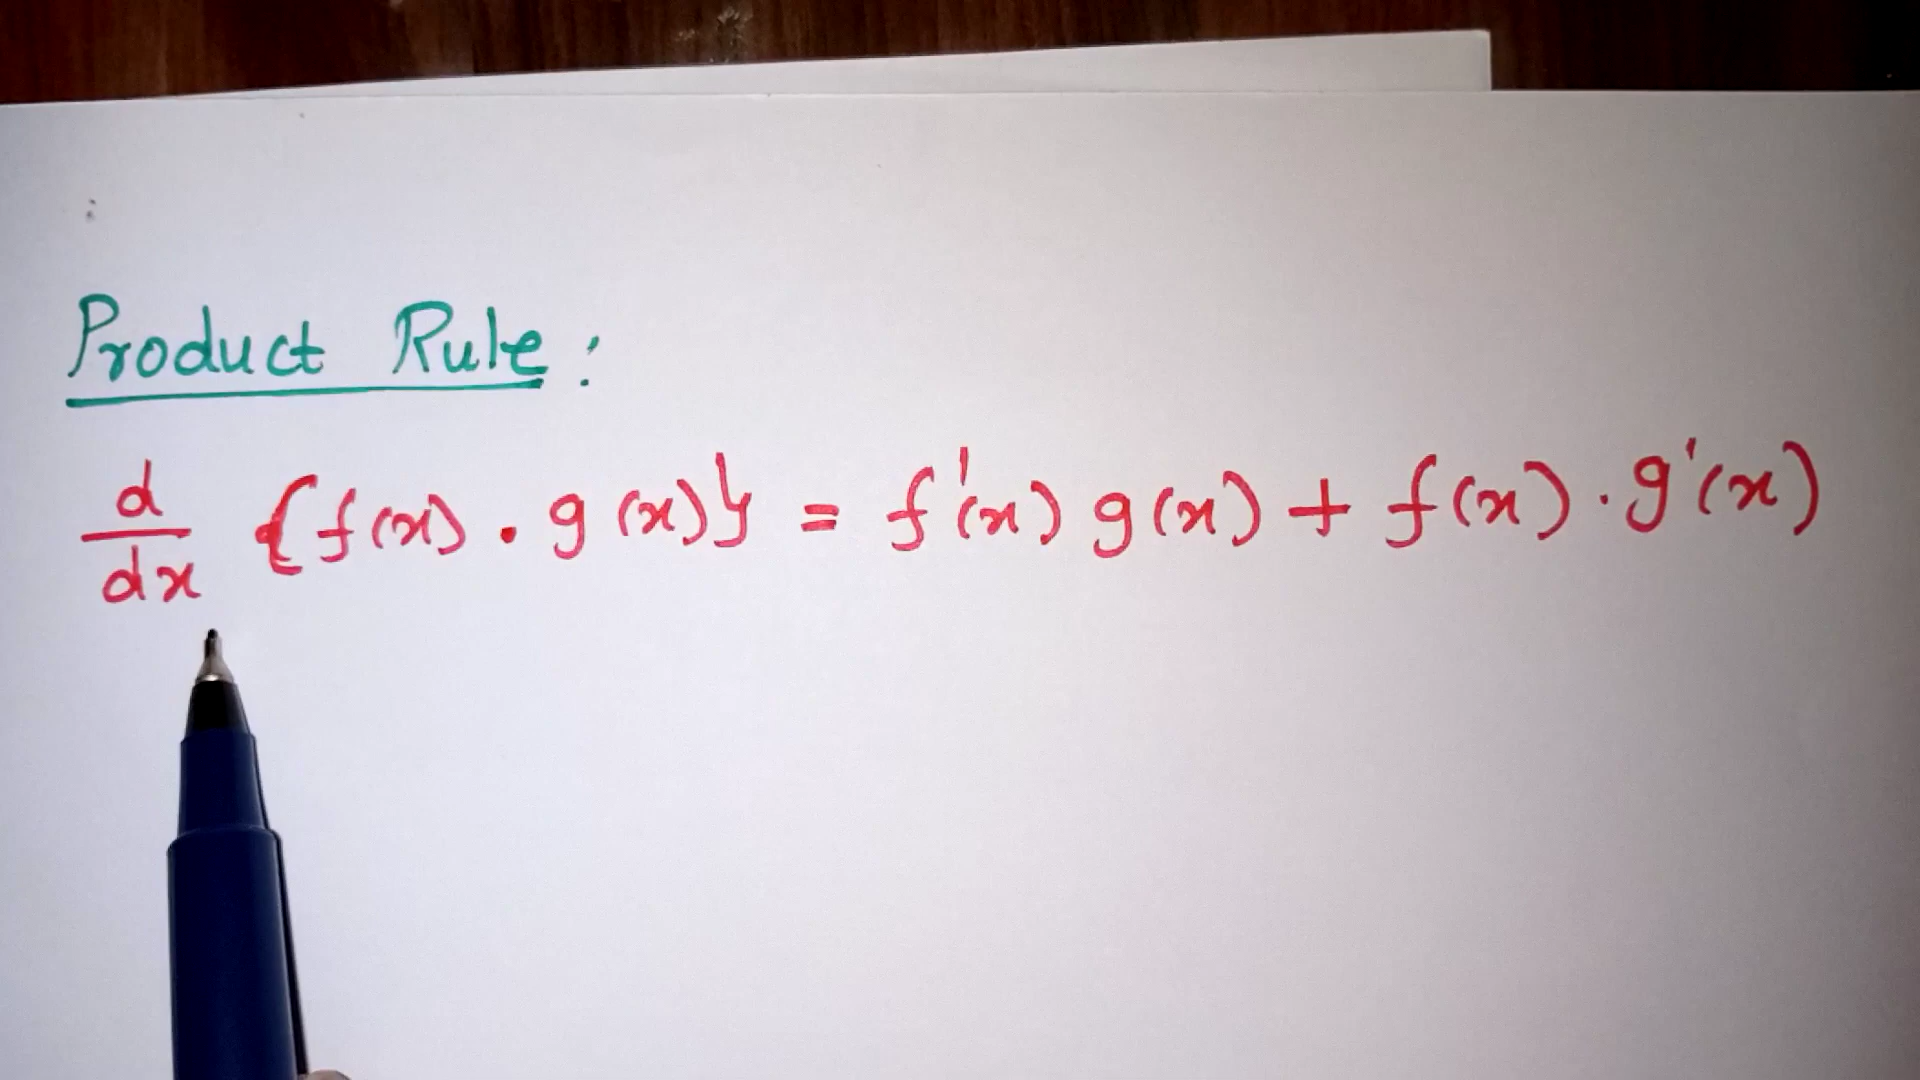 Product Rule :
d/dx {f(x) . g(x)} = f'(x) g(x) + f(x) . g'(x)